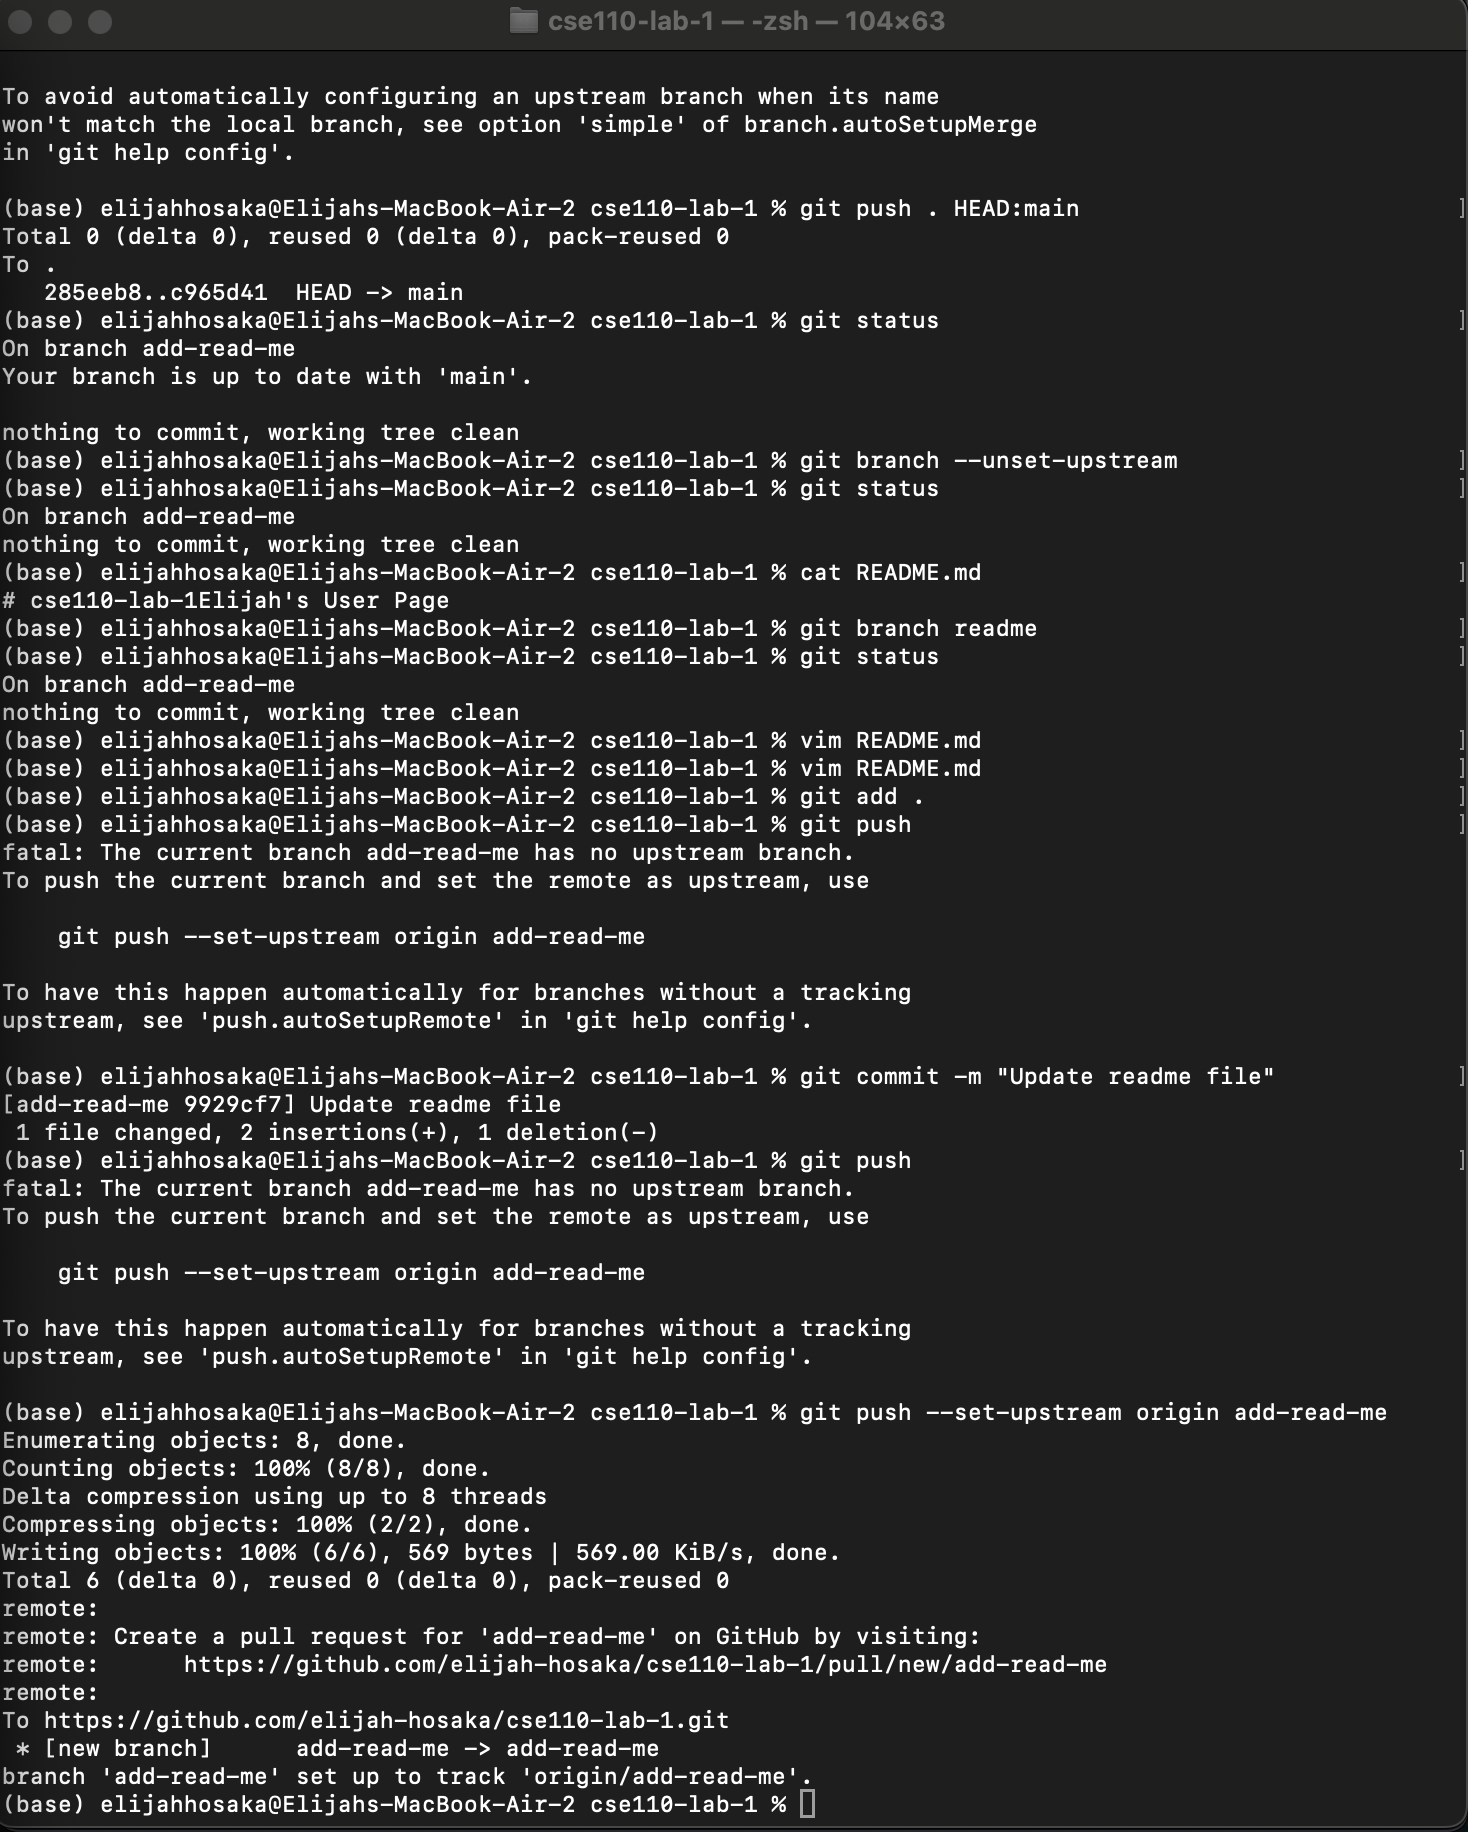 cse110-lab-1 — -zsh — 104×63
To avoid automatically configuring an upstream branch when its name
won't match the local branch, see option 'simple' of branch.autoSetupMerge
in 'git help config'.
(base) elijahhosaka@Elijahs-MacBook-Air-2 cse110-lab-1 % git push . HEAD:main
Total 0 (delta 0), reused 0 (delta 0), pack-reused 0
To .
   285eeb8..c965d41  HEAD -> main
(base) elijahhosaka@Elijahs-MacBook-Air-2 cse110-lab-1 % git status
On branch add-read-me
Your branch is up to date with 'main'.
nothing to commit, working tree clean
(base) elijahhosaka@Elijahs-MacBook-Air-2 cse110-lab-1 % git branch --unset-upstream
(base) elijahhosaka@Elijahs-MacBook-Air-2 cse110-lab-1 % git status
On branch add-read-me
nothing to commit, working tree clean
(base) elijahhosaka@Elijahs-MacBook-Air-2 cse110-lab-1 % cat README.md
# cse110-lab-1Elijah's User Page
(base) elijahhosaka@Elijahs-MacBook-Air-2 cse110-lab-1 % git branch readme
(base) elijahhosaka@Elijahs-MacBook-Air-2 cse110-lab-1 % git status
On branch add-read-me
nothing to commit, working tree clean
(base) elijahhosaka@Elijahs-MacBook-Air-2 cse110-lab-1 % vim README.md
(base) elijahhosaka@Elijahs-MacBook-Air-2 cse110-lab-1 % vim README.md
(base) elijahhosaka@Elijahs-MacBook-Air-2 cse110-lab-1 % git add .
(base) elijahhosaka@Elijahs-MacBook-Air-2 cse110-lab-1 % git push
fatal: The current branch add-read-me has no upstream branch.
To push the current branch and set the remote as upstream, use
    git push --set-upstream origin add-read-me
To have this happen automatically for branches without a tracking
upstream, see 'push.autoSetupRemote' in 'git help config'.
(base) elijahhosaka@Elijahs-MacBook-Air-2 cse110-lab-1 % git commit -m "Update readme file"
[add-read-me 9929cf7] Update readme file
 1 file changed, 2 insertions(+), 1 deletion(-)
(base) elijahhosaka@Elijahs-MacBook-Air-2 cse110-lab-1 % git push
fatal: The current branch add-read-me has no upstream branch.
To push the current branch and set the remote as upstream, use
    git push --set-upstream origin add-read-me
To have this happen automatically for branches without a tracking
upstream, see 'push.autoSetupRemote' in 'git help config'.
(base) elijahhosaka@Elijahs-MacBook-Air-2 cse110-lab-1 % git push --set-upstream origin add-read-me
Enumerating objects: 8, done.
Counting objects: 100% (8/8), done.
Delta compression using up to 8 threads
Compressing objects: 100% (2/2), done.
Writing objects: 100% (6/6), 569 bytes | 569.00 KiB/s, done.
Total 6 (delta 0), reused 0 (delta 0), pack-reused 0
remote:
remote: Create a pull request for 'add-read-me' on GitHub by visiting:
remote:      https://github.com/elijah-hosaka/cse110-lab-1/pull/new/add-read-me
remote:
To https://github.com/elijah-hosaka/cse110-lab-1.git
 * [new branch]      add-read-me -> add-read-me
branch 'add-read-me' set up to track 'origin/add-read-me'.
(base) elijahhosaka@Elijahs-MacBook-Air-2 cse110-lab-1 %